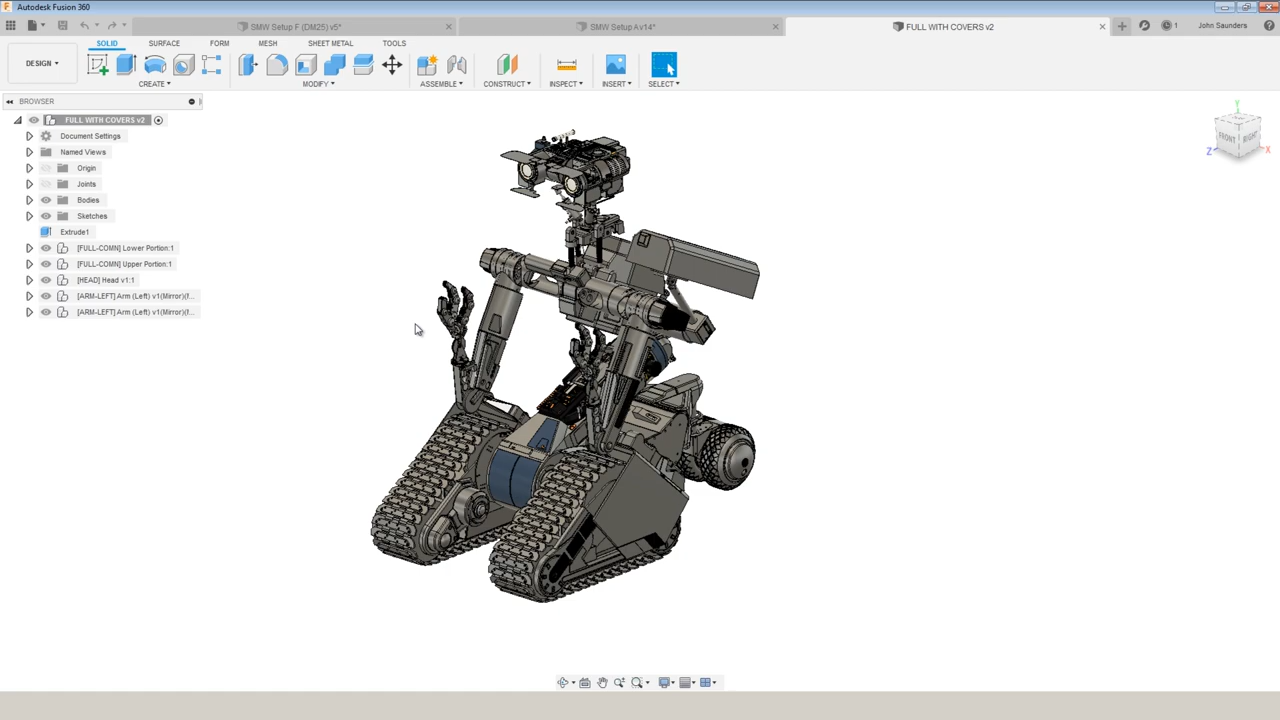 Autodesk Fusion 360
SMW Setup F (DM25) v5*
SMW Setup Av14*
FULL WITH COVERS v2
1
John Saunders
DESIGN
SOLID SURFACE FORM MESH SHEET METAL TOOLS
CREATE MODIFY ASSEMBLE CONSTRUCT INSPECT INSERT SELECT
BROWSER
FULL WITH COVERS v2
Document Settings
Named Views
Origin
Joints
Bodies
Sketches
Extrude1
[FULL-COMN] Lower Portion:1
[FULL-COMN] Upper Portion:1
[HEAD] Head v1:1
[ARM-LEFT] Arm (Left) v1(Mirror)(...
[ARM-LEFT] Arm (Left) v1(Mirror)(...
Y
FRONT RIGHT
Z X